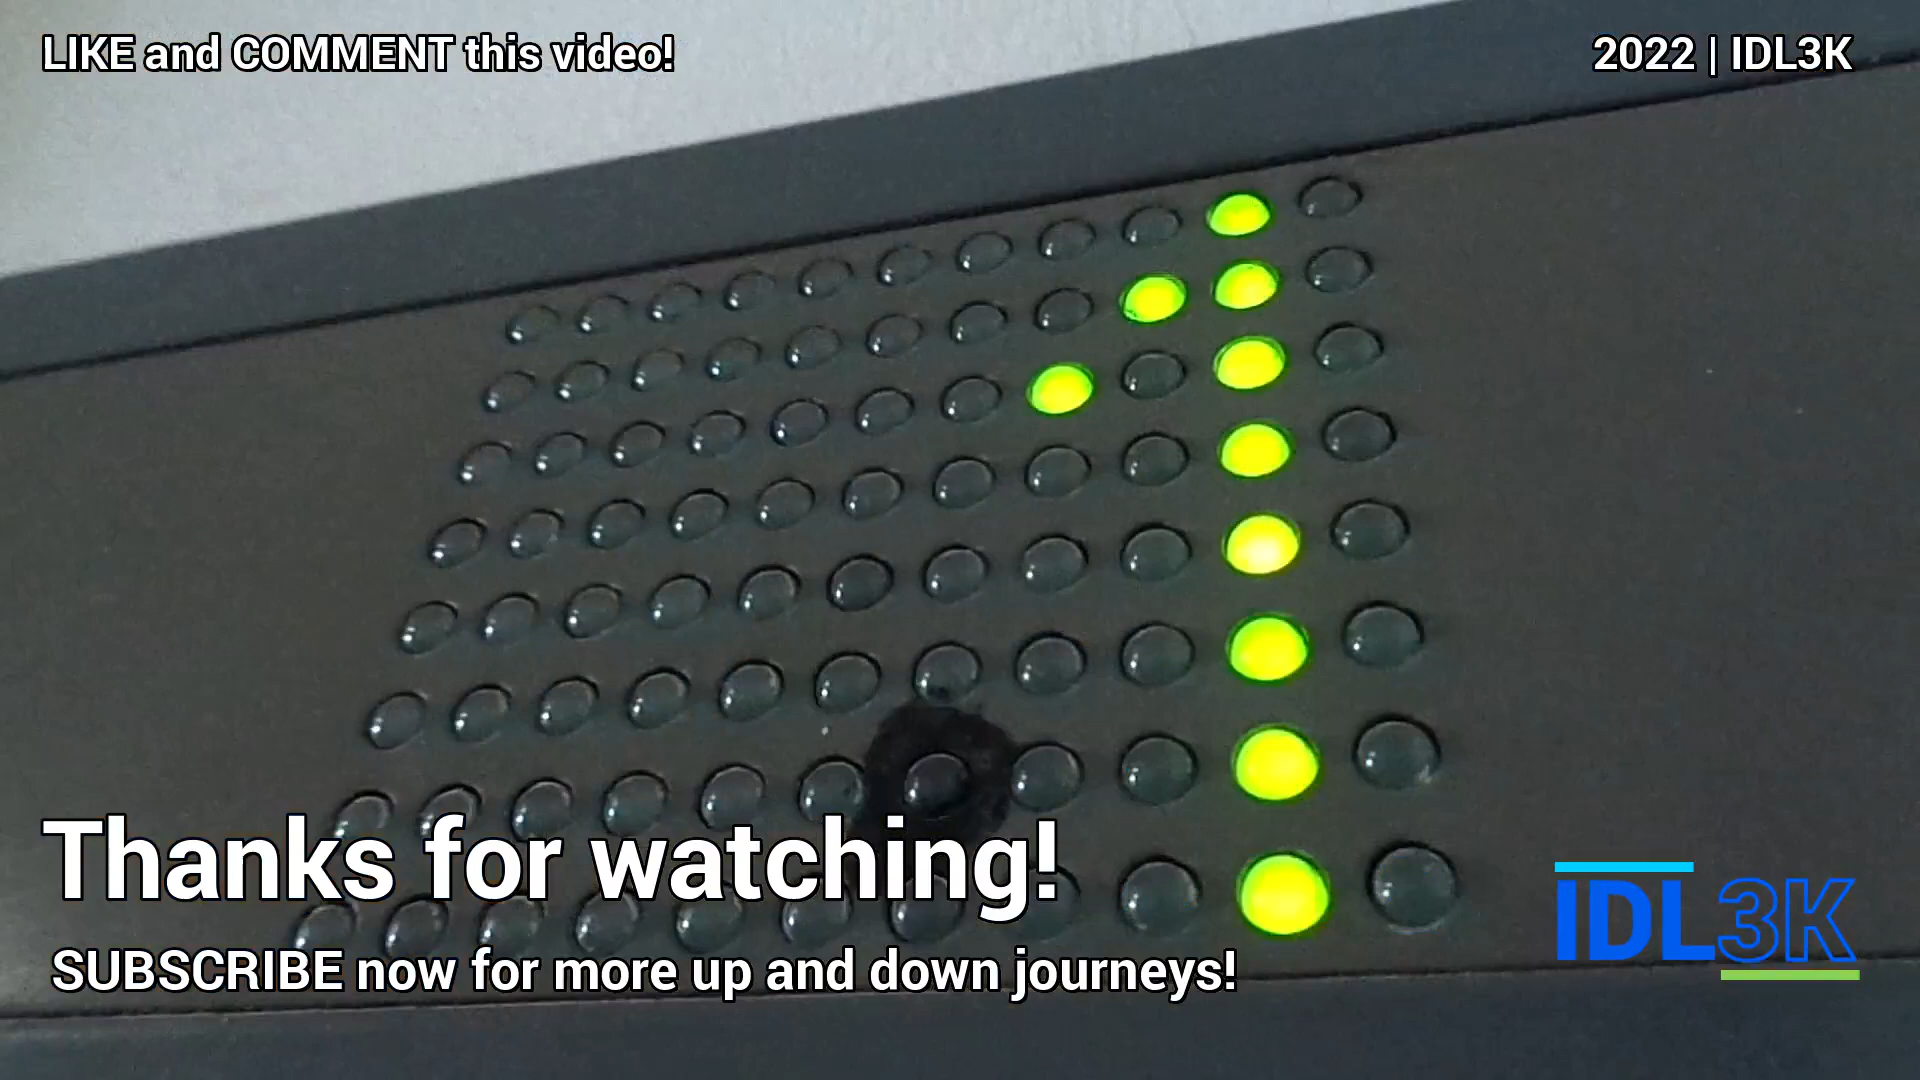 LIKE and COMMENT this video!
2022 | IDL3K
1
Thanks for watching!
SUBSCRIBE now for more up and down journeys!
IDL3K